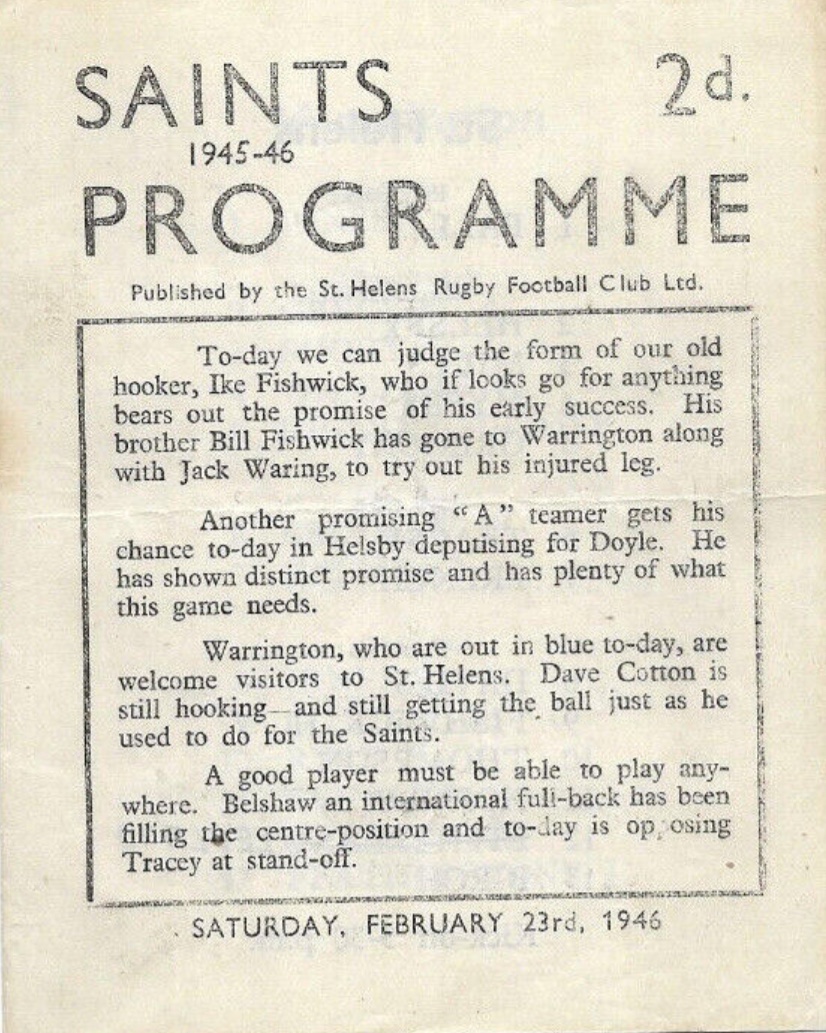 SAINTS 2d.
1945-46
PROGRAMME
Published by the St. Helens Rugby Football Club Ltd.
To-day we can judge the form of our old
hooker, Ike Fishwick, who if looks go for anything
bears out the promise of his early success. His
brother Bill Fishwick has gone to Warrington along
with Jack Waring, to try out his injured leg.
Another promising "A" teamer gets his
chance to-day in Helsby deputising for Doyle. He
has shown distinct promise and has plenty of what
this game needs.
Warrington, who are out in blue to-day, are
welcome visitors to St. Helens. Dave Cotton is
still hooking—and still getting the ball just as he
used to do for the Saints.
A good player must be able to play any-
where. Belshaw an international full-back has been
filling the centre-position and to-day is opposing
Tracey at stand-off.
SATURDAY, FEBRUARY 23rd, 1946